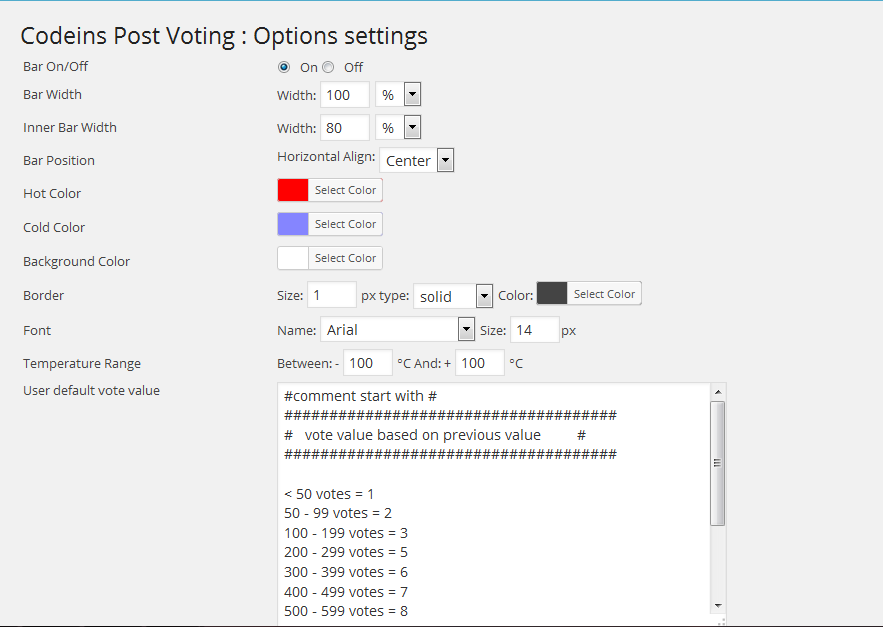 Codeins Post Voting : Options settings
Bar On/Off On Off
Bar Width Width: 100 %
Inner Bar Width Width: 80 %
Bar Position Horizontal Align: Center
Hot Color Select Color
Cold Color Select Color
Background Color Select Color
Border Size: 1 px type: solid Color: Select Color
Font Name: Arial Size: 14 px
Temperature Range Between: - 100 °C And: + 100 °C
User default vote value
#comment start with #
#####################################
# vote value based on previous value #
#####################################
< 50 votes = 1
50 - 99 votes = 2
100 - 199 votes = 3
200 - 299 votes = 5
300 - 399 votes = 6
400 - 499 votes = 7
500 - 599 votes = 8